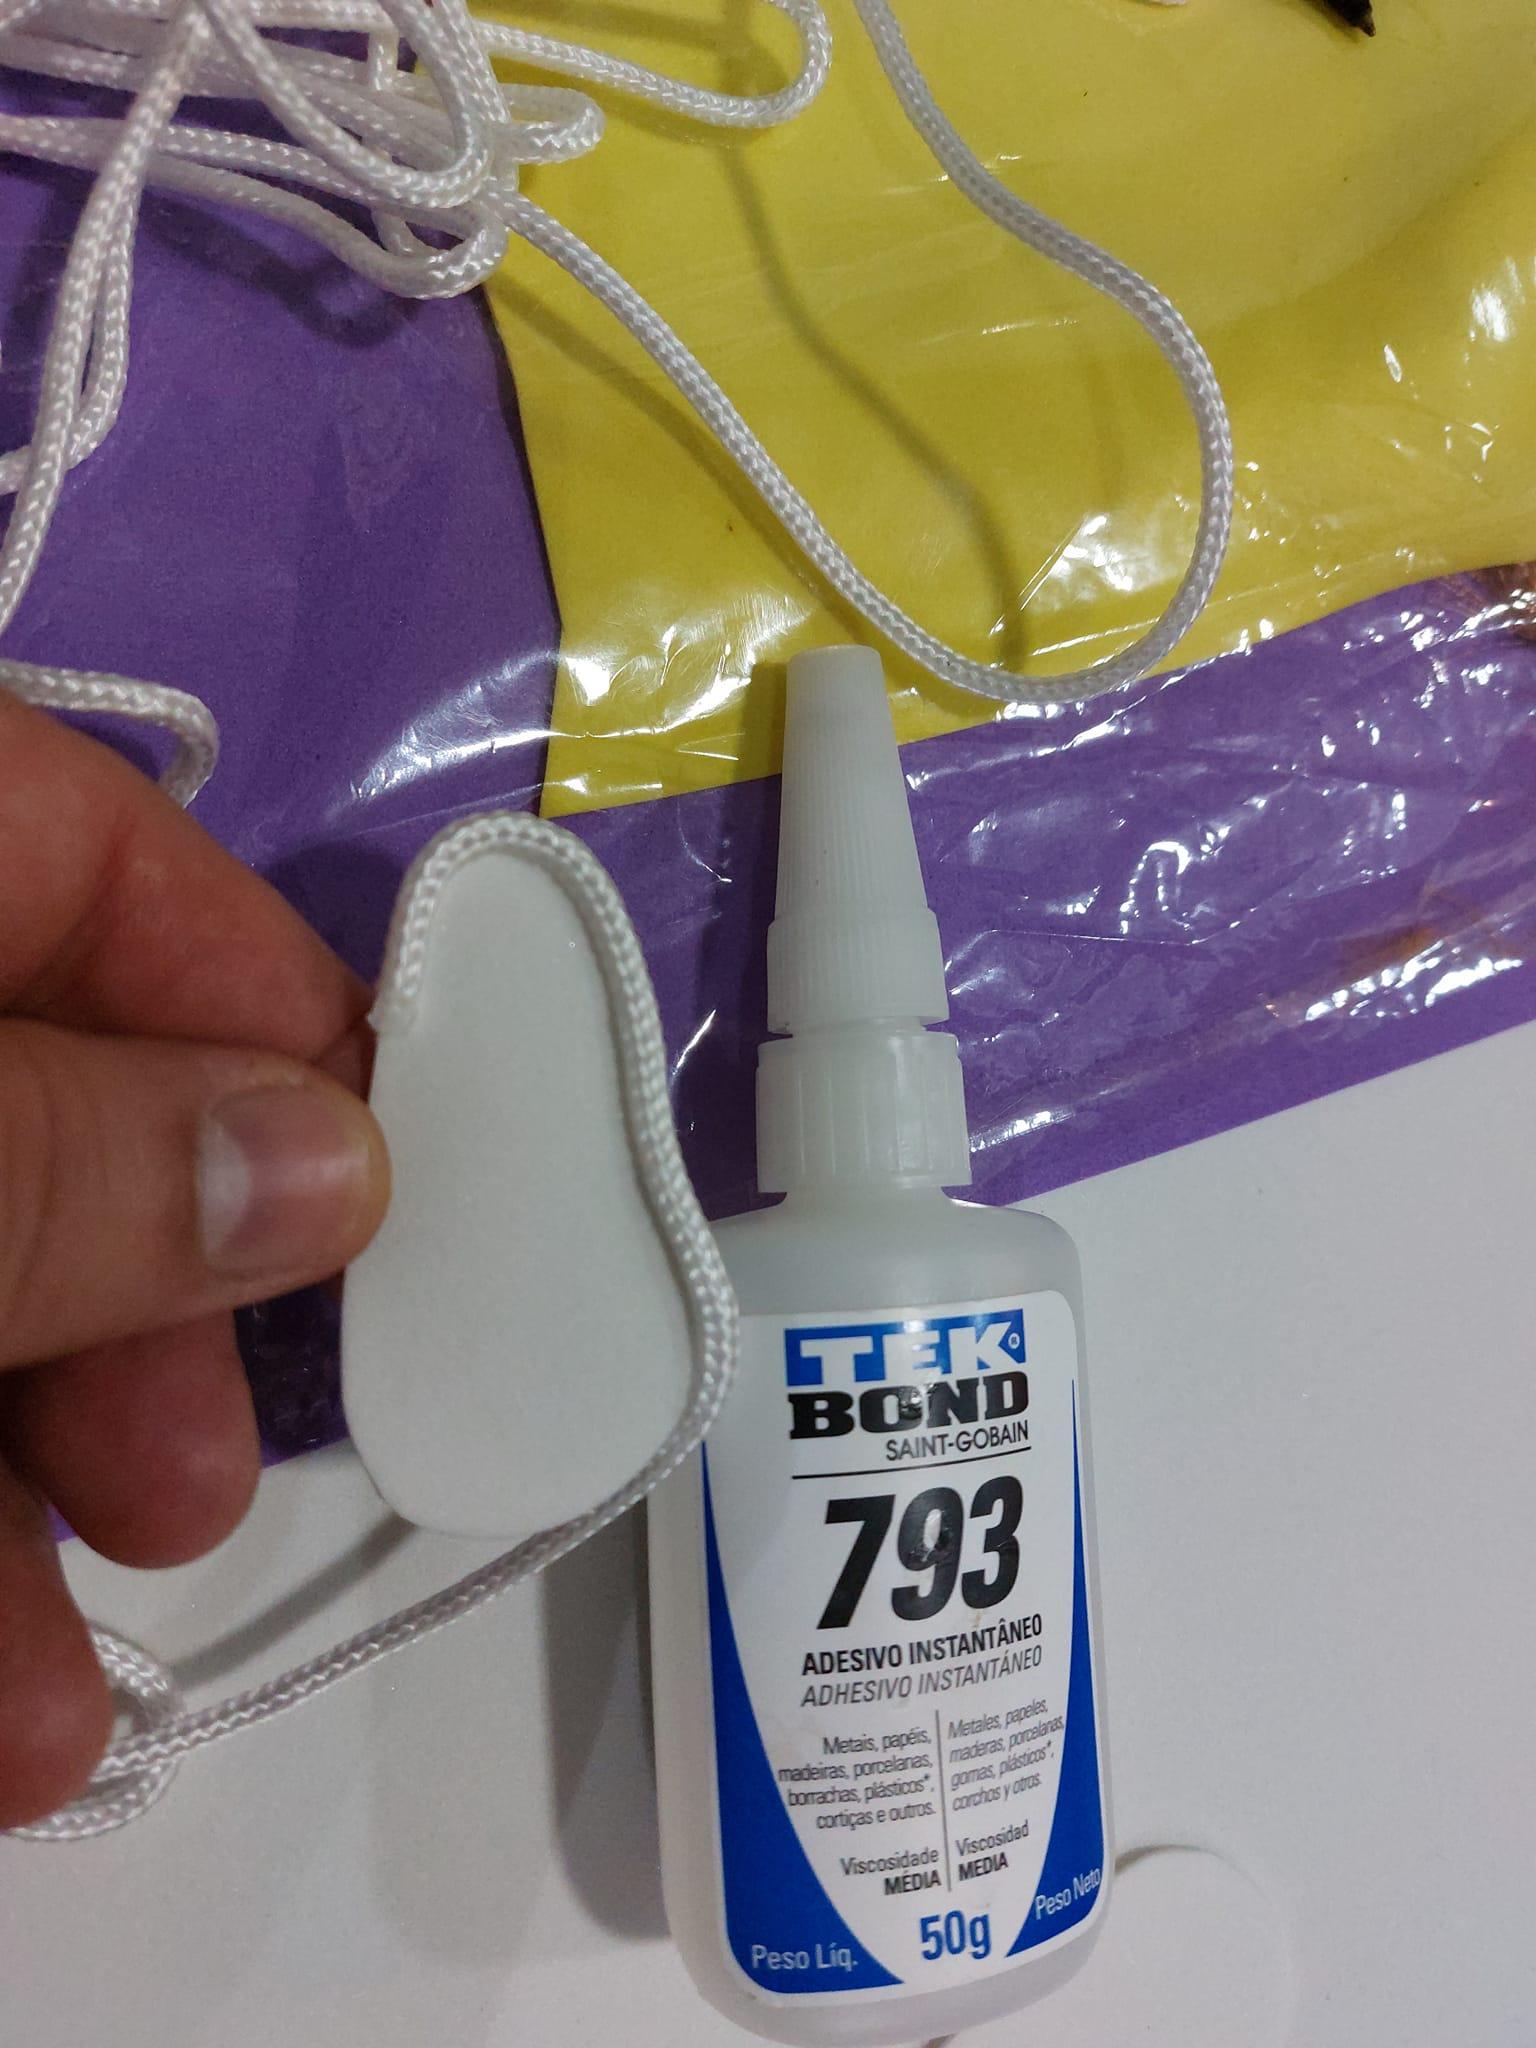 TEK®
BOND
SAINT-GOBAIN
793
ADESIVO INSTANTÂNEO
ADHESIVO INSTANTÁNEO
Metais, papéis,
madeiras, porcelanas,
borrachas, plásticos*,
cortiças e outros.
Viscosidade
MÉDIA
Metales, papeles,
maderas, porcelanas,
gomas, plásticos*,
corchos y otros.
Viscosidad
MEDIA
Peso Líq.
50g
Peso Neto